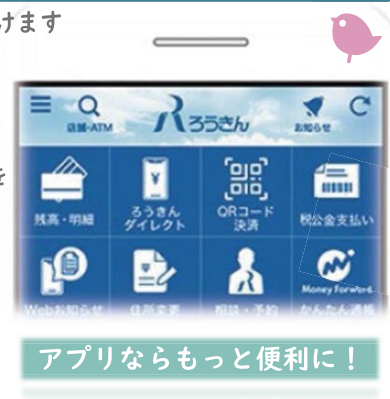 けます
を
店舗・ATM
ろうきん
お知らせ
残高・明細
ろうきん
ダイレクト
QRコード
決済
税公金支払い
Webお知らせ
住所変更
相談・予約
Money Forward
かんたん通帳
アプリならもっと便利に！